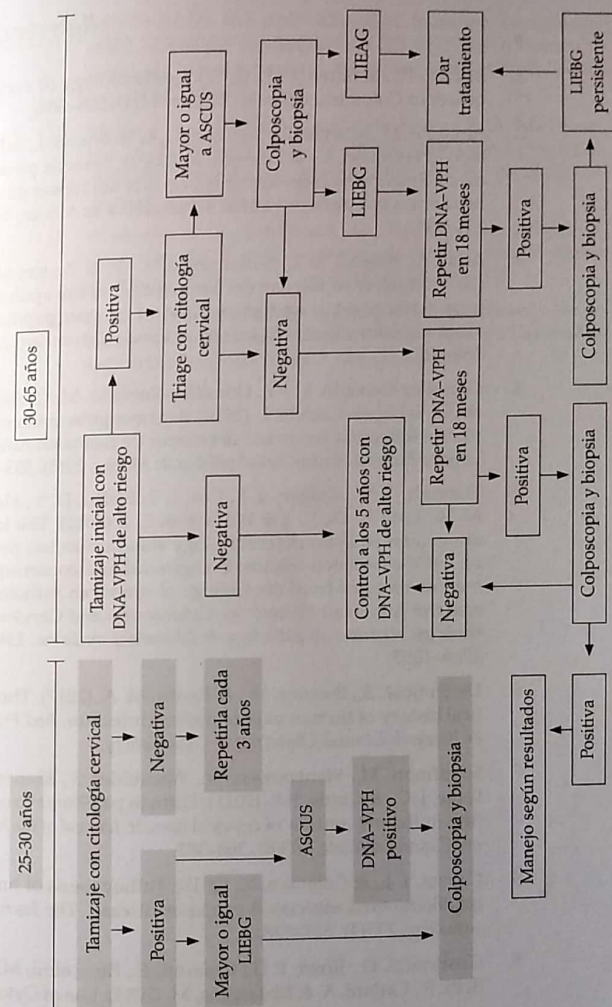 25-30 años
Tamizaje con citología cervical
Positiva
Negativa
Mayor o igual
LIEBG
Repetirla cada
3 años
ASCUS
DNA–VPH
positivo
Colposcopia y biopsia
30-65 años
Tamizaje inicial con
DNA–VPH de alto riesgo
Positiva
Negativa
Triage con citología
cervical
Mayor o igual
a ASCUS
Colposcopia
y biopsia
Negativa
LIEBG
LIEAG
Control a los 5 años con
DNA–VPH de alto riesgo
Repetir DNA–VPH
en 18 meses
Repetir DNA–VPH
en 18 meses
Dar
tratamiento
Negativa
Positiva
Positiva
Colposcopia y biopsia
Colposcopia y biopsia
LIEBG
persistente
Positiva
Manejo según resultados